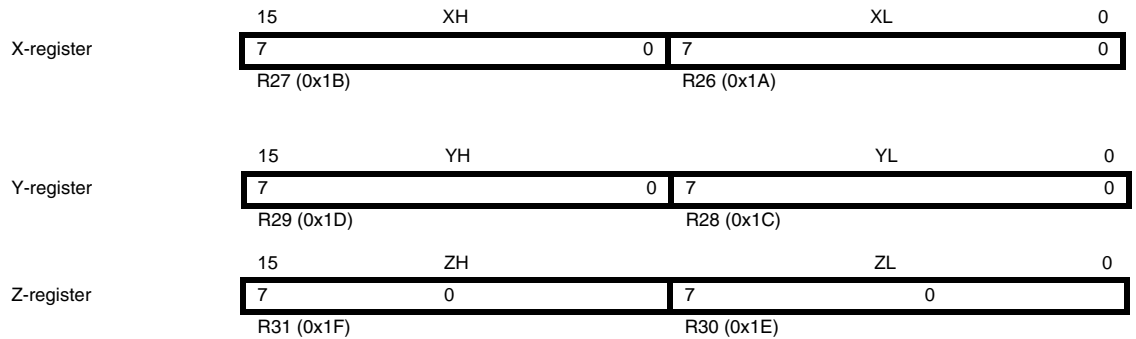 15 XH XL 0
X-register 7 0 7 0
R27 (0x1B) R26 (0x1A)
15 YH YL 0
Y-register 7 0 7 0
R29 (0x1D) R28 (0x1C)
15 ZH ZL 0
Z-register 7 0 7 0
R31 (0x1F) R30 (0x1E)